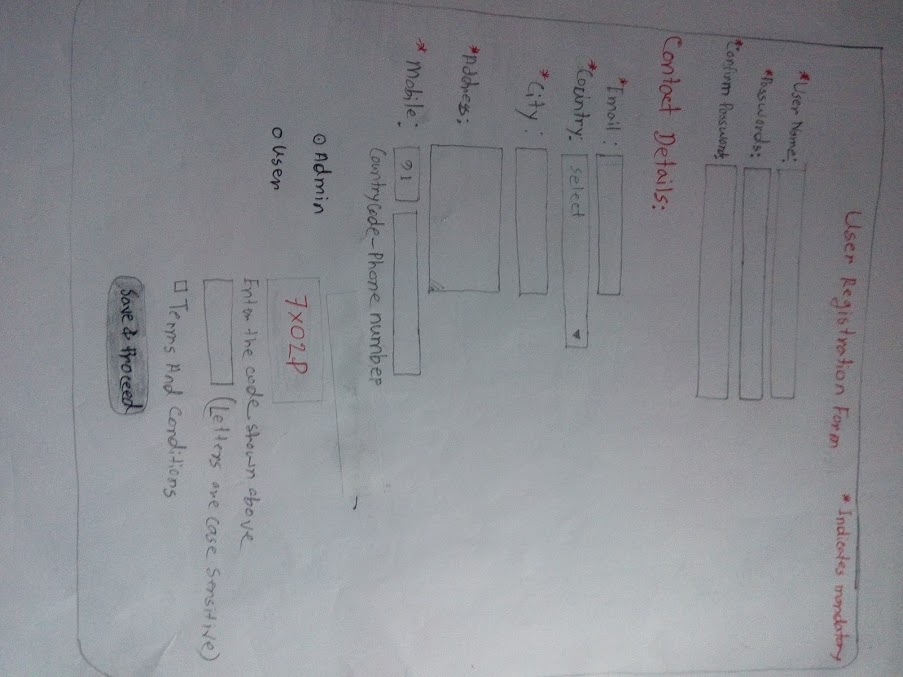 User Registration Form
* Indicates mandatory
*User Name:
*Passwords:
*Confirm Password:
Contact Details:
*Email:
*Country: select
*City:
*Address:
* Mobile: 91
CountryCode-Phone number
Admin
User
7x02P
Enter the code shown above
(Letters are case sensitive)
Terms And Conditions
Save & Proceed